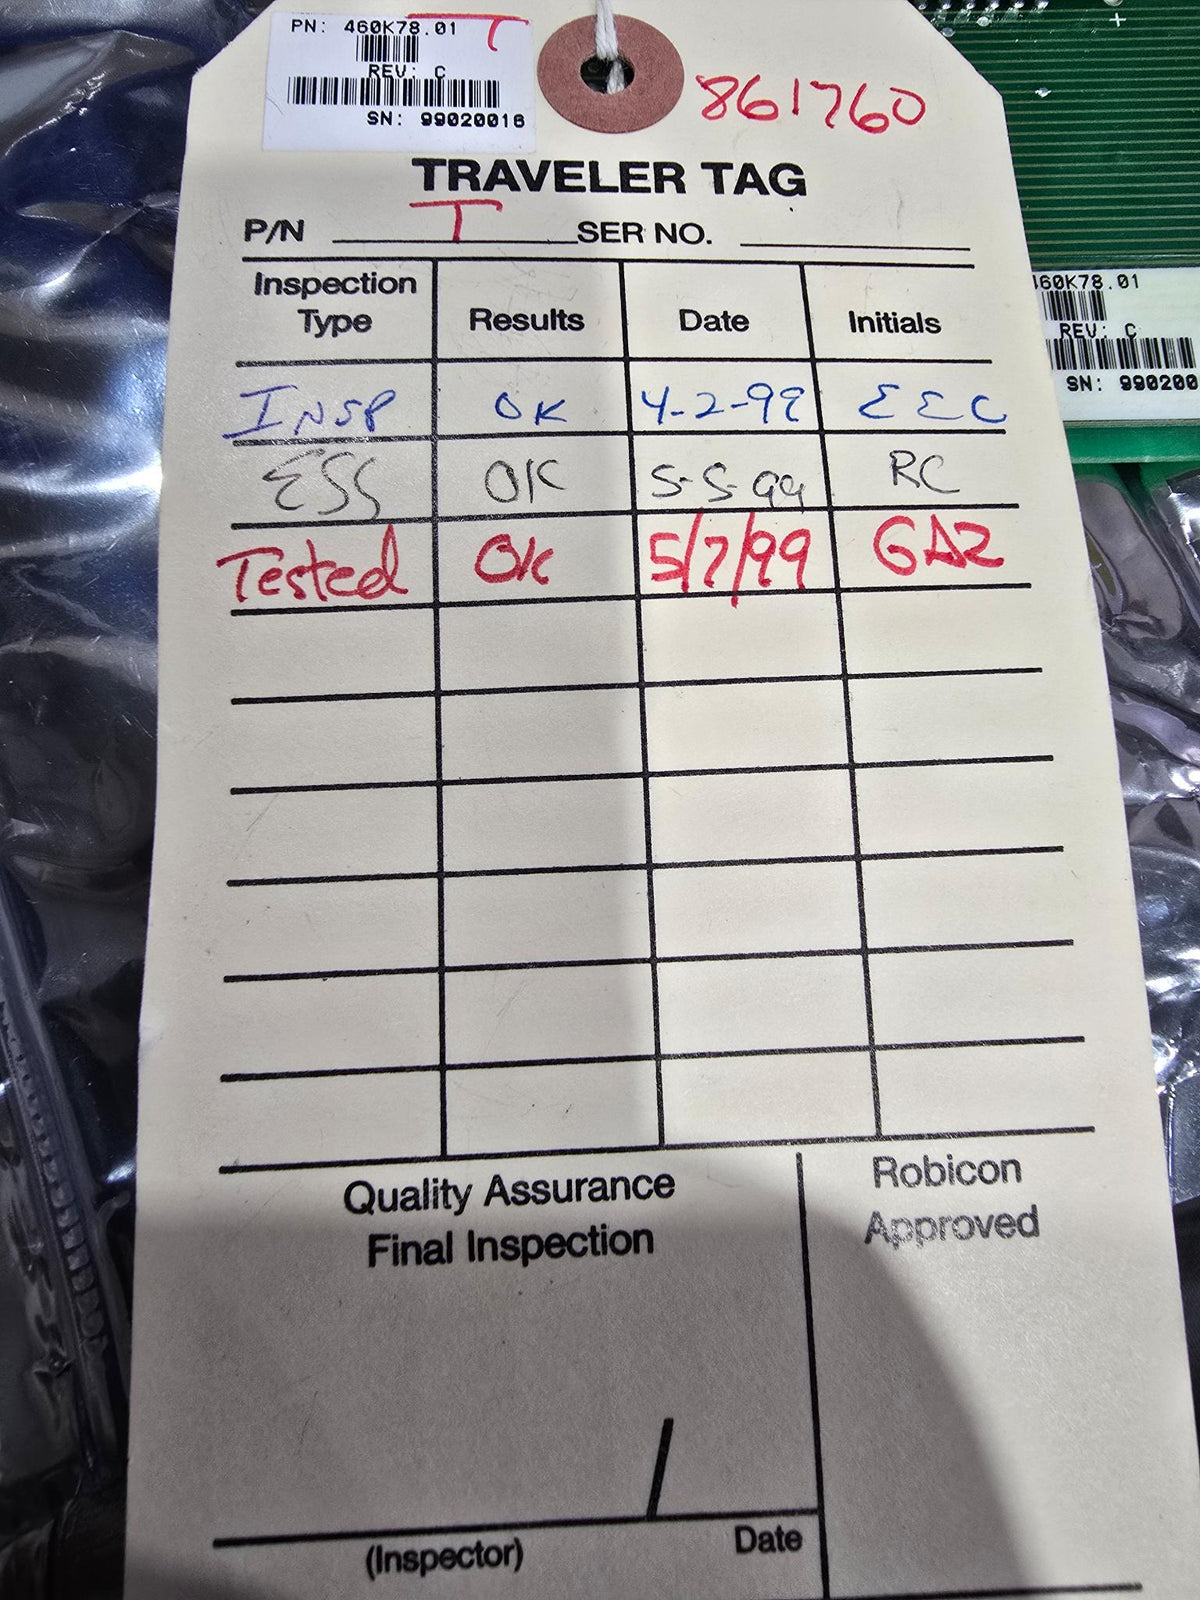 PN: 460K78.01
REV: C
SN: 99020016
T
861760
TRAVELER TAG
P/N T SER NO.
Inspection Type Results Date Initials
INSP OK 4-2-99 EEC
ESS OK 5-5-99 RC
Tested OK 5/7/99 GAZ
Quality Assurance
Final Inspection
Robicon
Approved
/
(Inspector) Date
460K78.01
REV: C
SN: 990200